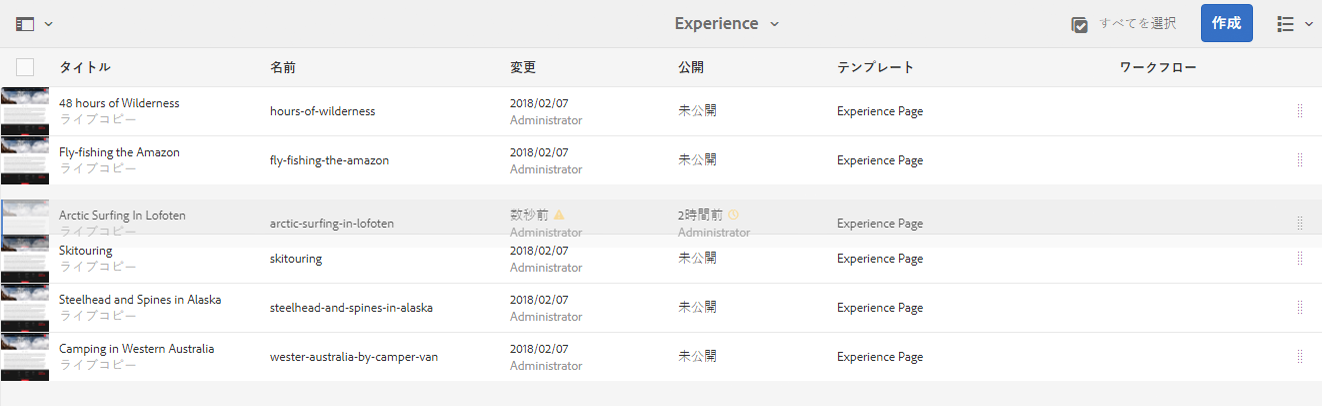 Experience
すべてを選択
作成
タイトル 名前 変更 公開 テンプレート ワークフロー
48 hours of Wilderness
ライブコピー
hours-of-wilderness
2018/02/07
Administrator
未公開
Experience Page
Fly-fishing the Amazon
ライブコピー
fly-fishing-the-amazon
2018/02/07
Administrator
未公開
Experience Page
Arctic Surfing In Lofoten
ライブコピー
arctic-surfing-in-lofoten
数秒前
Administrator
2時間前
Administrator
Experience Page
Skitouring
ライブコピー
skitouring
2018/02/07
Administrator
未公開
Experience Page
Steelhead and Spines in Alaska
ライブコピー
steelhead-and-spines-in-alaska
2018/02/07
Administrator
未公開
Experience Page
Camping in Western Australia
ライブコピー
wester-australia-by-camper-van
2018/02/07
Administrator
未公開
Experience Page